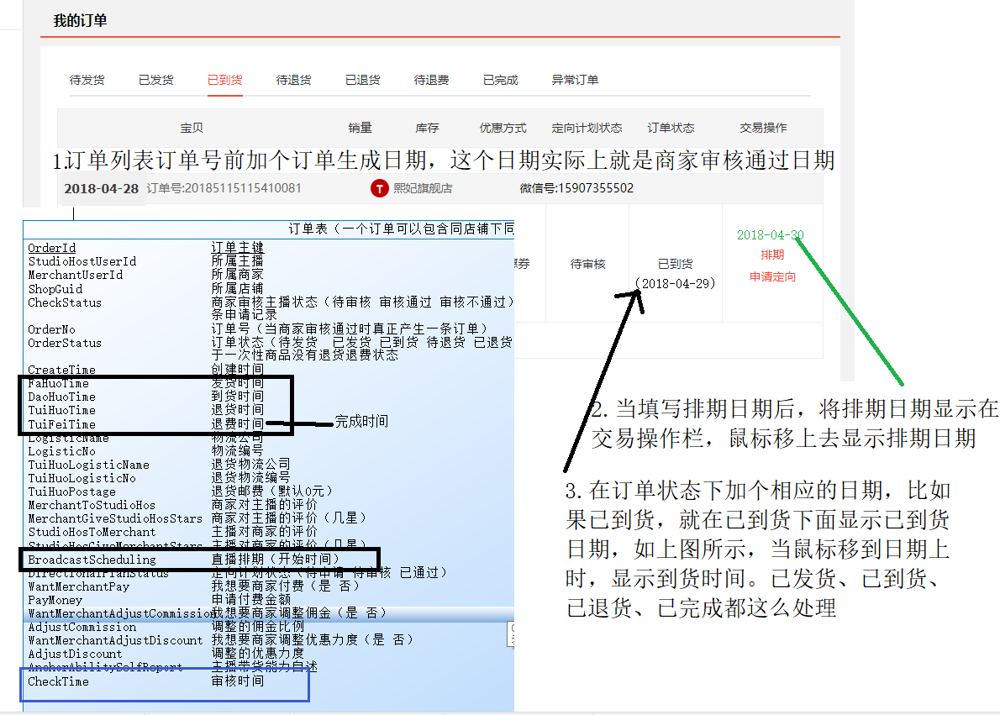 我的订单
待发货 已发货 已到货 待退货 已退货 待退费 已完成 异常订单
宝贝 销量 库存 优惠方式 定向计划状态 订单状态 交易操作
1.订单列表订单号前加个订单生成日期，这个日期实际上就是商家审核通过日期
2018-04-28 订单号:20185115115410081 T 熙妃旗舰店 微信号:15907355502
券 待审核 已到货 2018-04-30
(2018-04-29) 排期
申请定向
订单表（一个订单可以包含同店铺下同
OrderId 订单主键
StudioHostUserId 所属主播
MerchantUserId 所属商家
ShopGuid 所属店铺
CheckStatus 商家审核主播状态（待审核 审核通过 审核不通过）
条申请记录
OrderNo 订单号（当商家审核通过时真正产生一条订单）
OrderStatus 订单状态（待发货 已发货 已到货 待退货 已退货
于一次性商品没有退货退费状态
CreateTime 创建时间
FaHuoTime 发货时间
DaoHuoTime 到货时间
TuiHuoTime 退货时间
TuiFeiTime 退费时间 完成时间
LogisticName 物流公司
LogisticNo 物流编号
TuiHuoLogisticName 退货物流公司
TuiHuoLogisticNo 退货物流编号
TuiHuoPostage 退货邮费（默认0元）
MerchantToStudioHos 商家对主播的评价
MerchantGiveStudioHosStars 商家对主播的评价（几星）
StudioHosToMerchant 主播对商家的评价
StudioHosGiveMerchantStars 主播对商家的评价（几星）
BroadcastScheduling 直播排期（开始时间）
DirectionalPlanStatus 定向计划状态（待申请 待审核 已通过）
WantMerchantPay 我想要商家付费（是 否）
PayMoney 申请付费金额
WantMerchantAdjustCommission 我想要商家调整佣金（是 否）
AdjustCommission 调整的佣金比例
WantMerchantAdjustDiscount 我想要商家调整优惠力度（是 否）
AdjustDiscount 调整的优惠力度
AnchorAbilitySelfReport 主播带货能力自述
CheckTime 审核时间
2.当填写排期日期后，将排期日期显示在
交易操作栏，鼠标移上去显示排期日期
3.在订单状态下加个相应的日期，比如
果已到货，就在已到货下面显示已到货
日期，如上图所示，当鼠标移到日期上
时，显示到货时间。已发货、已到货、
已退货、已完成都这么处理